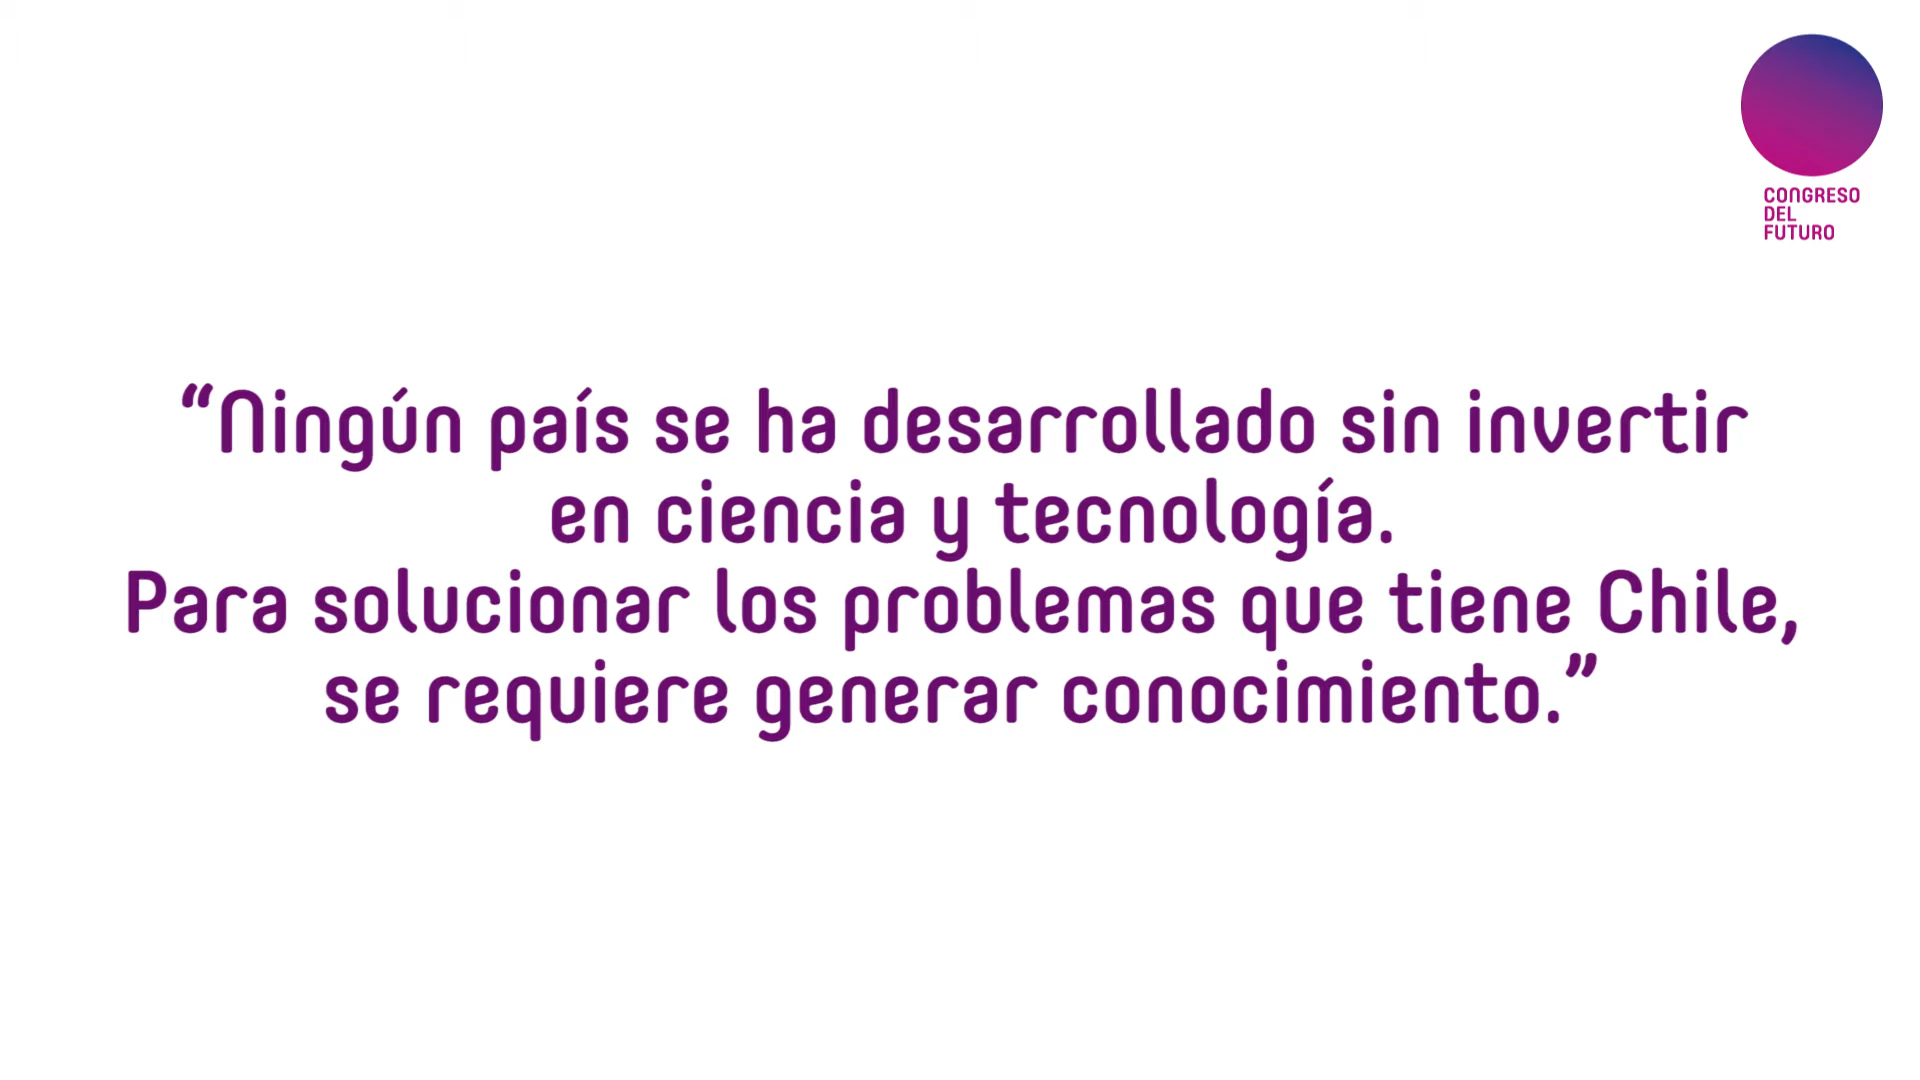 CONGRESO
DEL
FUTURO
“Ningún país se ha desarrollado sin invertir
en ciencia y tecnología.
Para solucionar los problemas que tiene Chile,
se requiere generar conocimiento.”